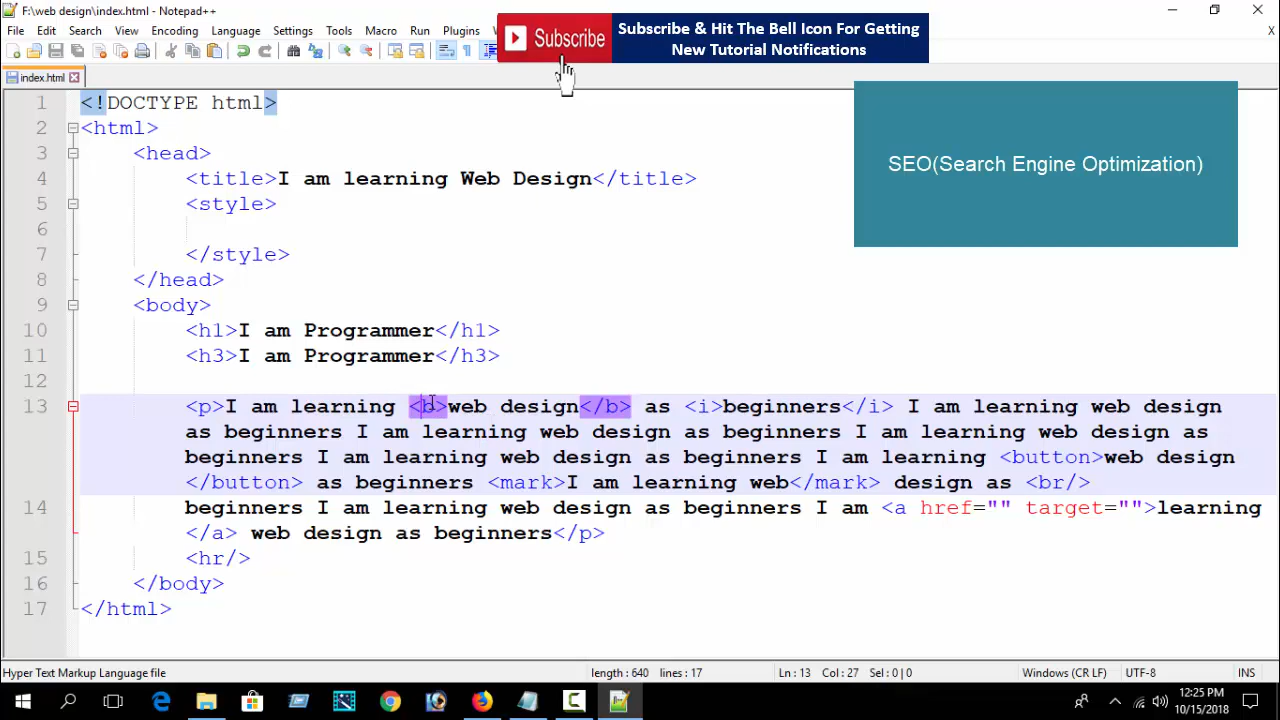 F:\web design\index.html - Notepad++
File Edit Search View Encoding Language Settings Tools Macro Run Plugins X
Subscribe
Subscribe & Hit The Bell Icon For Getting
New Tutorial Notifications
index.html
SEO(Search Engine Optimization)
1 <!DOCTYPE html>
2 <html>
3 <head>
4 <title>I am learning Web Design</title>
5 <style>
6
7 </style>
8 </head>
9 <body>
10 <h1>I am Programmer</h1>
11 <h3>I am Programmer</h3>
12
13 <p>I am learning <b>web design</b> as <i>beginners</i> I am learning web design
as beginners I am learning web design as beginners I am learning web design as
beginners I am learning web design as beginners I am learning <button>web design
</button> as beginners <mark>I am learning web</mark> design as <br/>
14 beginners I am learning web design as beginners I am <a href="" target="">learning
</a> web design as beginners</p>
15 <hr/>
16 </body>
17 </html>
Hyper Text Markup Language file length : 640 lines : 17 Ln : 13 Col : 27 Sel : 0 | 0 Windows (CR LF) UTF-8 INS
12:25 PM
10/15/2018